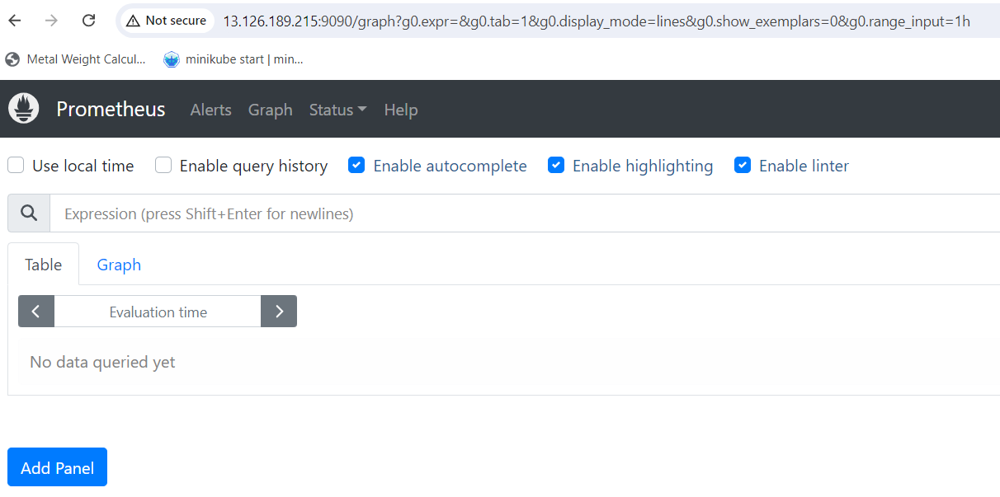 Not secure 13.126.189.215:9090/graph?g0.expr=&g0.tab=1&g0.display_mode=lines&g0.show_exemplars=0&g0.range_input=1h
Metal Weight Calcul... minikube start | min...
Prometheus Alerts Graph Status Help
Use local time Enable query history Enable autocomplete Enable highlighting Enable linter
Expression (press Shift+Enter for newlines)
Table Graph
Evaluation time
No data queried yet
Add Panel